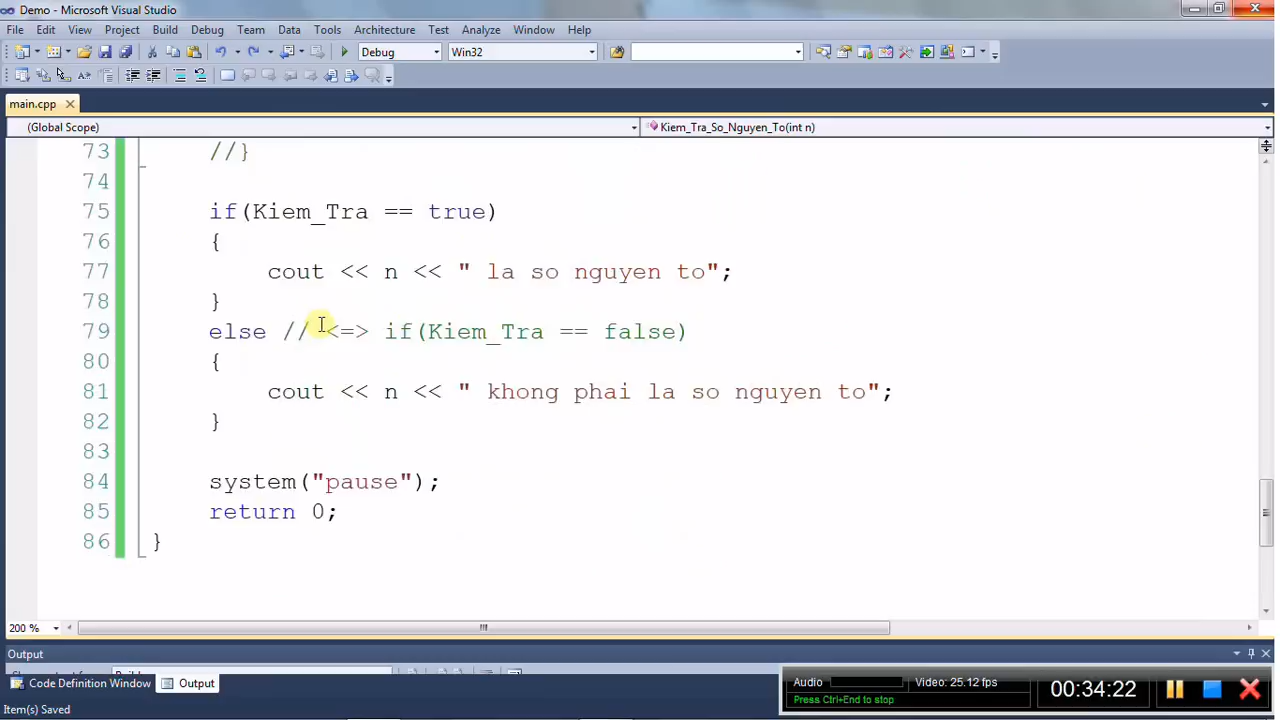 Demo - Microsoft Visual Studio
File Edit View Project Build Debug Team Data Tools Architecture Test Analyze Window Help
Debug Win32
main.cpp
(Global Scope) Kiem_Tra_So_Nguyen_To(int n)
73 //}
74
75 if(Kiem_Tra == true)
76 {
77 cout << n << " la so nguyen to";
78 }
79 else // <=> if(Kiem_Tra == false)
80 {
81 cout << n << " khong phai la so nguyen to";
82 }
83
84 system("pause");
85 return 0;
86 }
200 %
Output
Code Definition Window Output
Item(s) Saved
Audio Video: 25.12 fps
Press Ctrl+End to stop
00:34:22